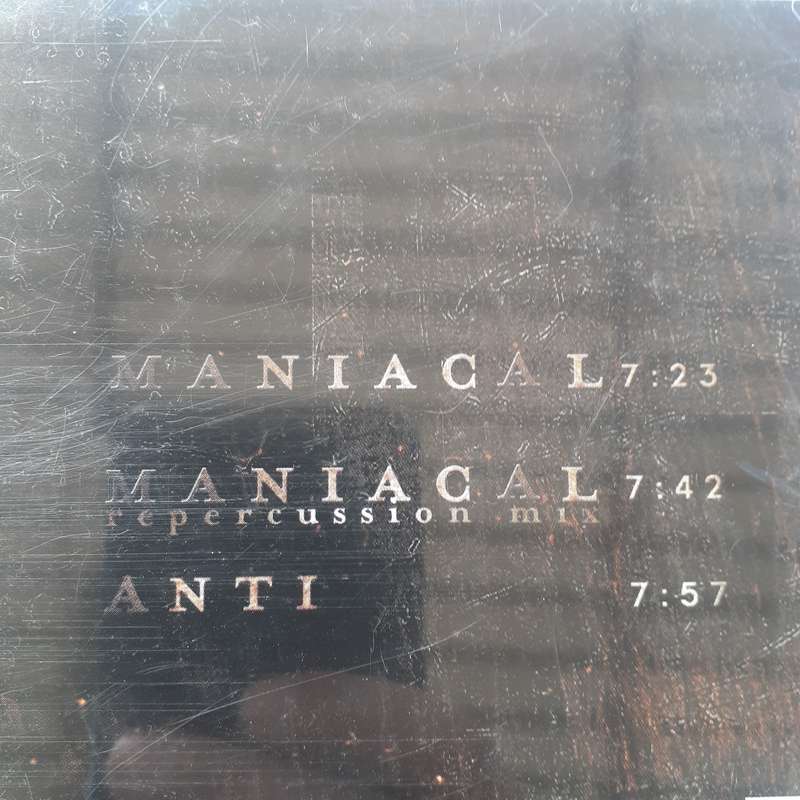 MANIACAL 7:23
MANIACAL 7:42
repercussion mix
ANTI 7:57